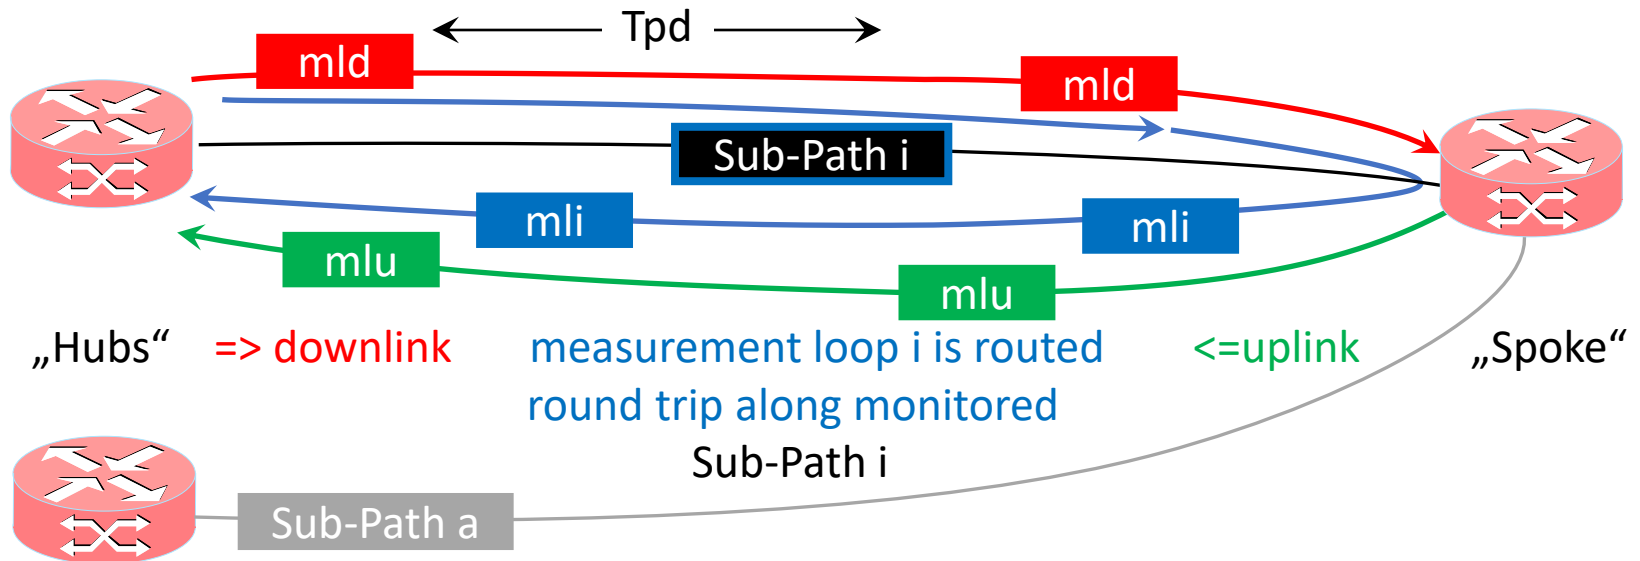 Tpd
mld
mld
Sub-Path i
mli
mli
mlu
mlu
„Hubs“ => downlink measurement loop i is routed <=uplink „Spoke“
round trip along monitored
Sub-Path i
Sub-Path a